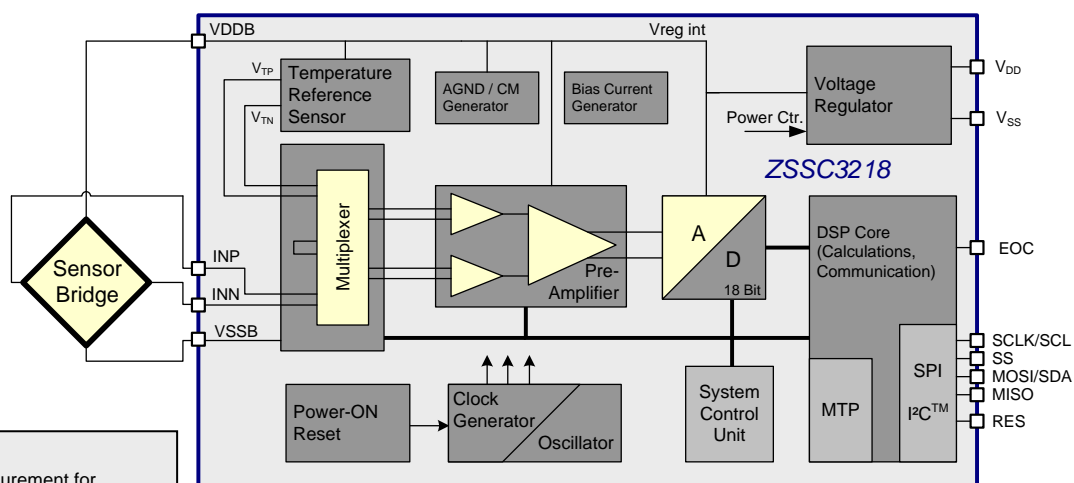 VDDB
Vreg int
VTP
VTN
Temperature
Reference
Sensor
AGND / CM
Generator
Bias Current
Generator
Voltage
Regulator
Power Ctr.
VDD
VSS
ZSSC3218
Multiplexer
Sensor
Bridge
INP
INN
VSSB
Pre-
Amplifier
A
D
18 Bit
DSP Core
(Calculations,
Communication)
EOC
SCLK/SCL
SS
MOSI/SDA
MISO
RES
SPI
I²C™
MTP
System
Control
Unit
Clock
Generator
Oscillator
Power-ON
Reset